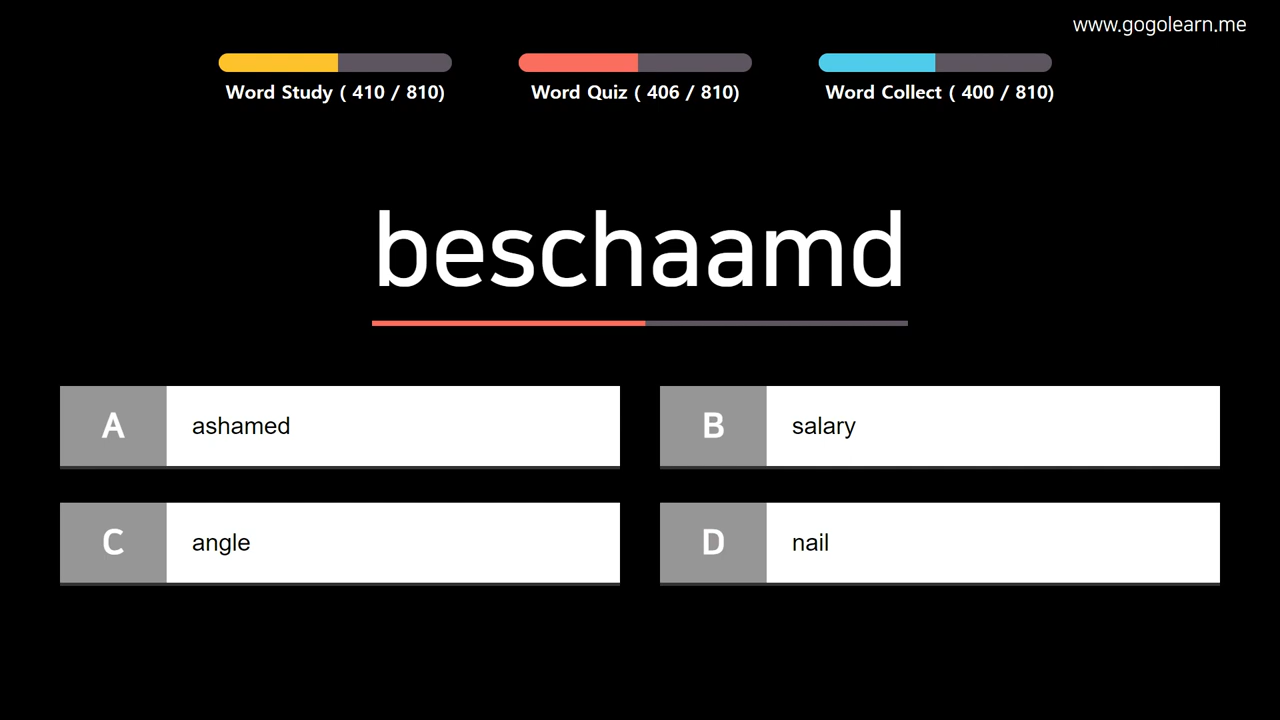 www.gogolearn.me
Word Study ( 410 / 810)
Word Quiz ( 406 / 810)
Word Collect ( 400 / 810)
beschaamd
A ashamed
B salary
C angle
D nail